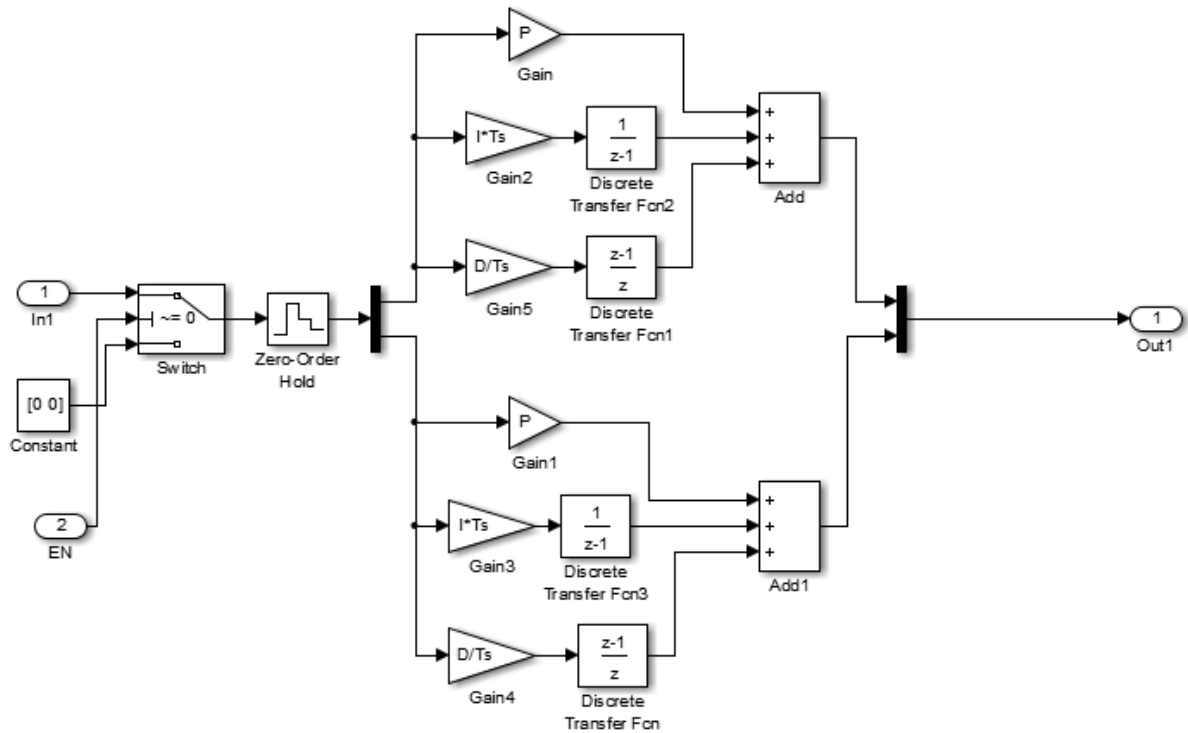 P
Gain
I*Ts
Gain2
1
z-1
Discrete
Transfer Fcn2
+
+
+
Add
D/Ts
Gain5
z-1
z
Discrete
Transfer Fcn1
1
In1
~= 0
Switch
Zero-Order
Hold
[0 0]
Constant
2
EN
1
Out1
P
Gain1
I*Ts
Gain3
1
z-1
Discrete
Transfer Fcn3
+
+
+
Add1
D/Ts
Gain4
z-1
z
Discrete
Transfer Fcn